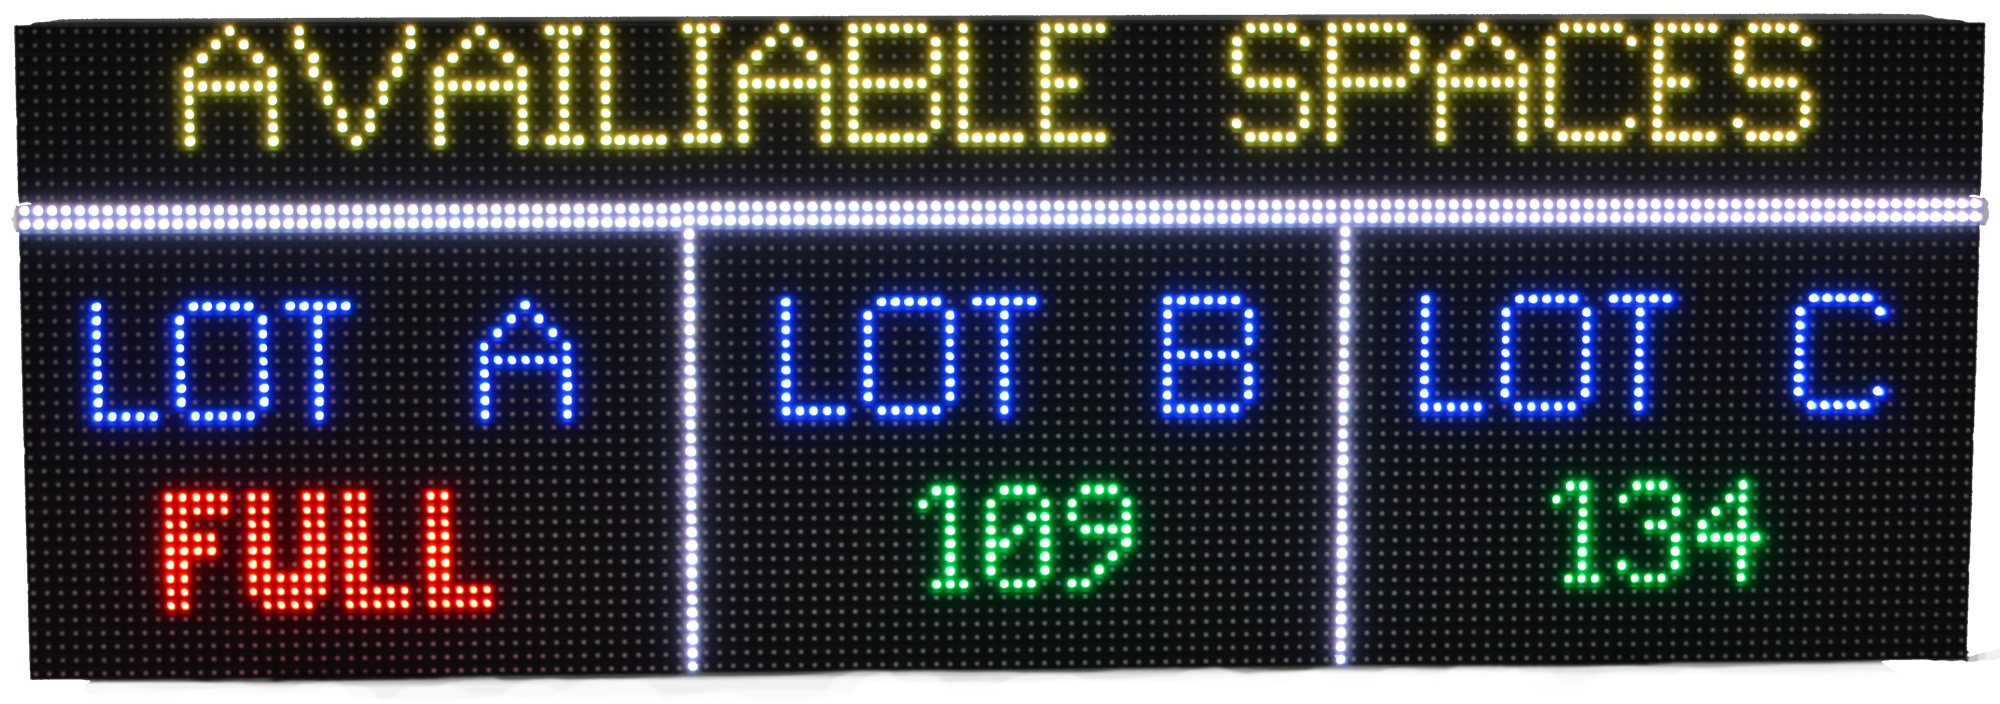 AVAILIABLE SPACES
LOT A
FULL
LOT B
109
LOT C
134